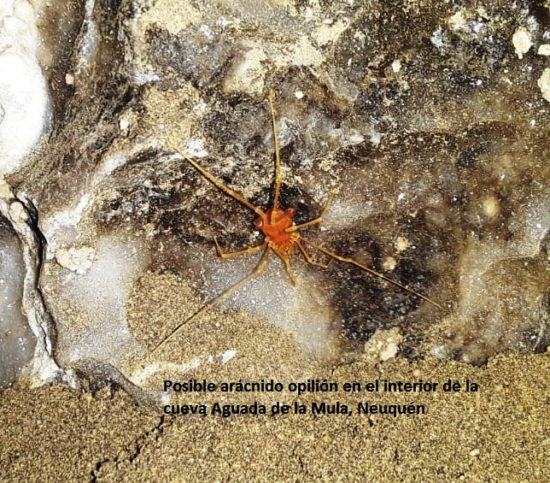 Posible arácnido opilión en el interior de la
cueva Aguada de la Mula, Neuquén